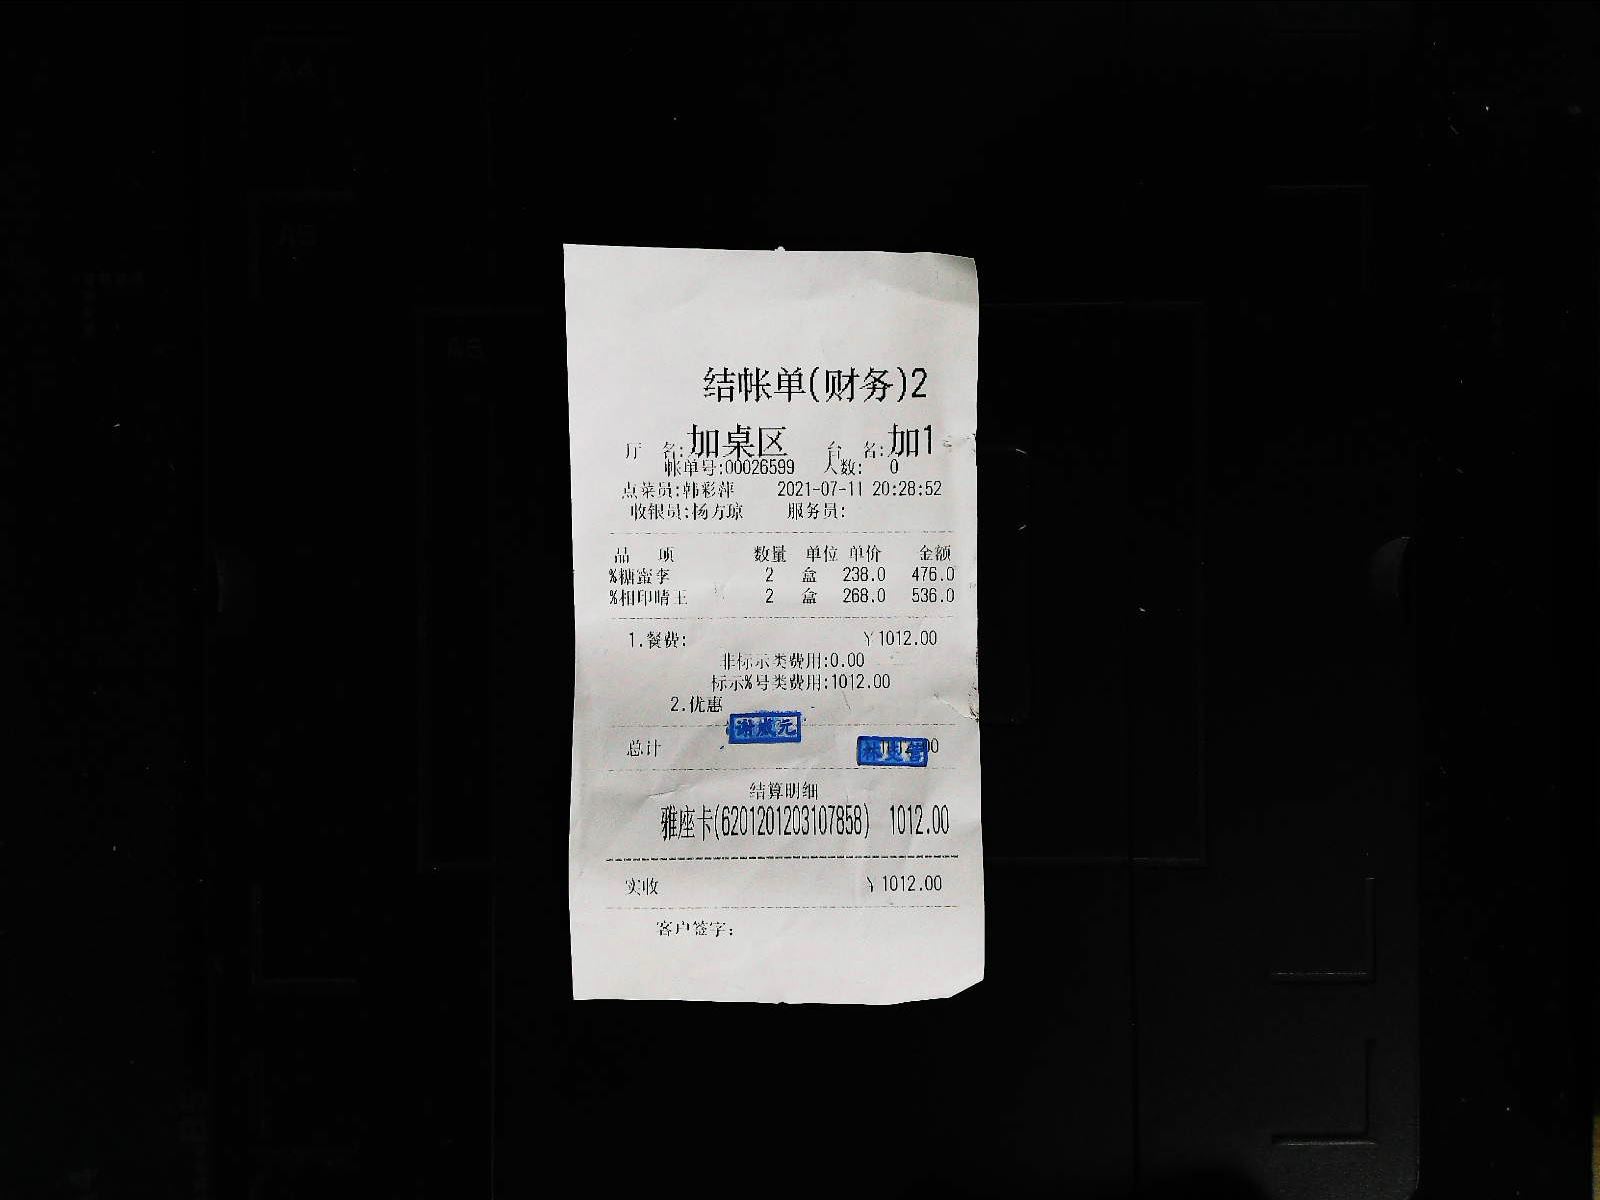 结帐单(财务)2
厅 名:加桌区 台 名:加1
帐单号:00026599 人数: 0
点菜员:韩彩萍 2021-07-11 20:28:52
收银员:杨方琼 服务员:
品 项 数量 单位 单价 金额
%糖蜜李 2 盒 238.0 476.0
%相印晴王 2 盒 268.0 536.0
1.餐费: ￥1012.00
非标示类费用:0.00
标示%号类费用:1012.00
2.优惠
总计
结算明细
雅座卡(6201201203107858) 1012.00
实收 ￥1012.00
客户签字: